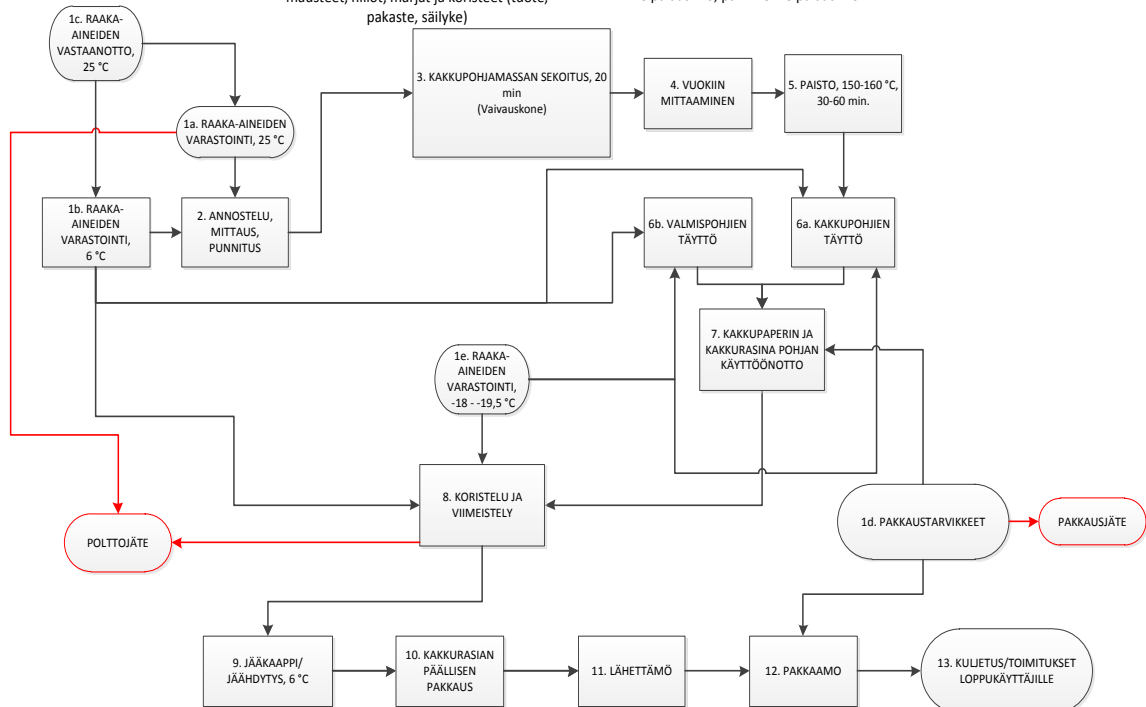 pakaste, säilyke)
1c. RAAKA-
AINEIDEN
VASTAANOTTO,
25 °C
3. KAKKUPOHJAMASSAN SEKOITUS, 20
min
(Vaivauskone)
4. VUOKIIN
MITTAAMINEN
5. PAISTO, 150-160 °C,
30-60 min.
1a. RAAKA-AINEIDEN
VARASTOINTI, 25 °C
1b. RAAKA-
AINEIDEN
VARASTOINTI,
6 °C
2. ANNOSTELU,
MITTAUS,
PUNNITUS
6b. VALMISPOHJIEN
TÄYTTÖ
6a. KAKKUPOHJIEN
TÄYTTÖ
7. KAKKUPAPERIN JA
KAKKURASINA POHJAN
KÄYTTÖÖNOTTO
1e. RAAKA-
AINEIDEN
VARASTOINTI,
-18 - -19,5 °C
8. KORISTELU JA
VIIMEISTELY
1d. PAKKAUSTARVIKKEET
PAKKAUSJÄTE
POLTTOJÄTE
9. JÄÄKAAPPI/
JÄÄHDYTYS, 6 °C
10. KAKKURASIAN
PÄÄLLISEN
PAKKAUS
11. LÄHETTÄMÖ
12. PAKKAAMO
13. KULJETUS/TOIMITUKSET
LOPPUKÄYTTÄJILLE